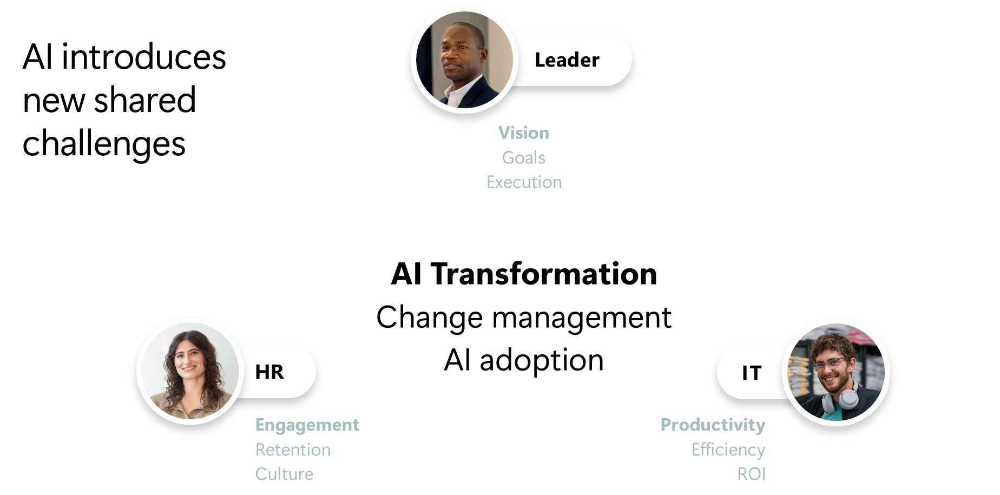 AI introduces
new shared
challenges
Leader
Vision
Goals
Execution
AI Transformation
Change management
AI adoption
HR
Engagement
Retention
Culture
IT
Productivity
Efficiency
ROI